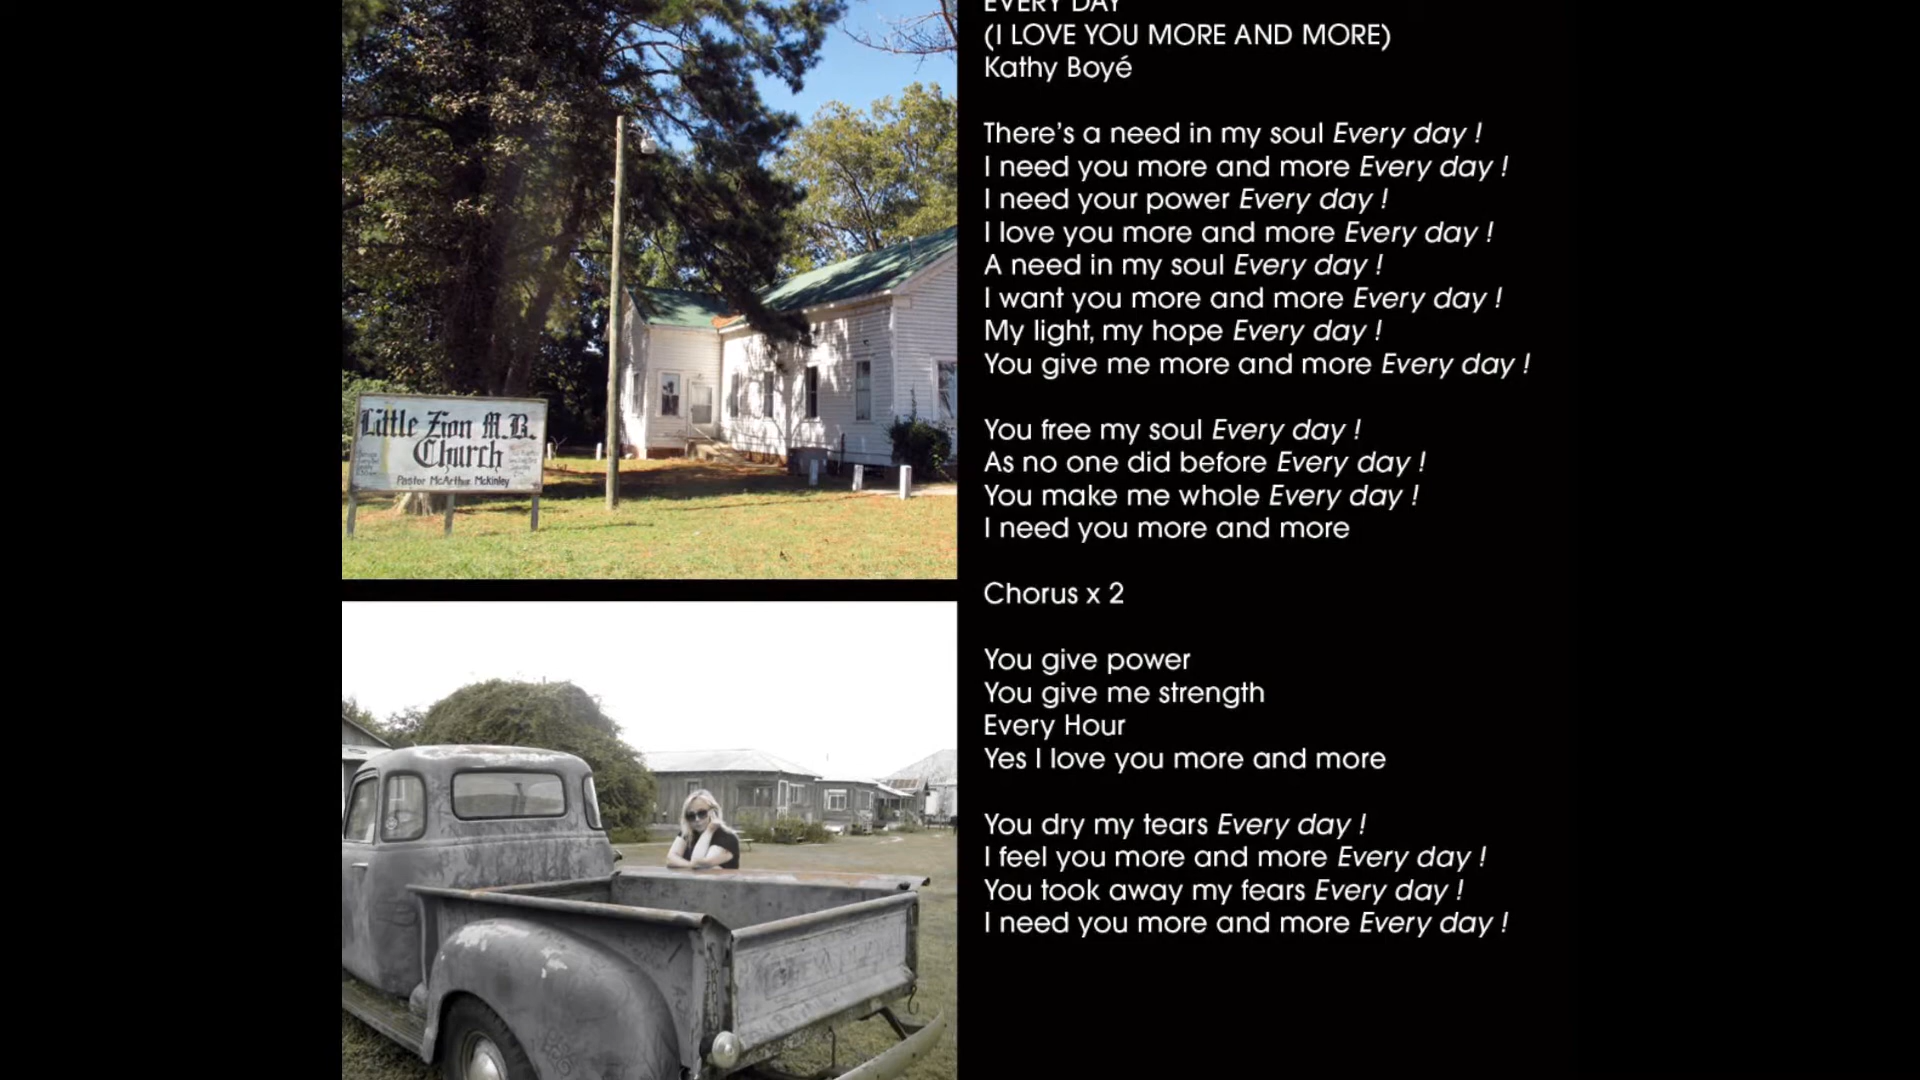 EVERY DAY
(I LOVE YOU MORE AND MORE)
Kathy Boyé
There's a need in my soul Every day !
I need you more and more Every day !
I need your power Every day !
I love you more and more Every day !
A need in my soul Every day !
I want you more and more Every day !
My light, my hope Every day !
You give me more and more Every day !
You free my soul Every day !
As no one did before Every day !
You make me whole Every day !
I need you more and more
Chorus x 2
You give power
You give me strength
Every Hour
Yes I love you more and more
You dry my tears Every day !
I feel you more and more Every day !
You took away my fears Every day !
I need you more and more Every day !
Little Zion M.B.
Church
Pastor McArthur Mckinley